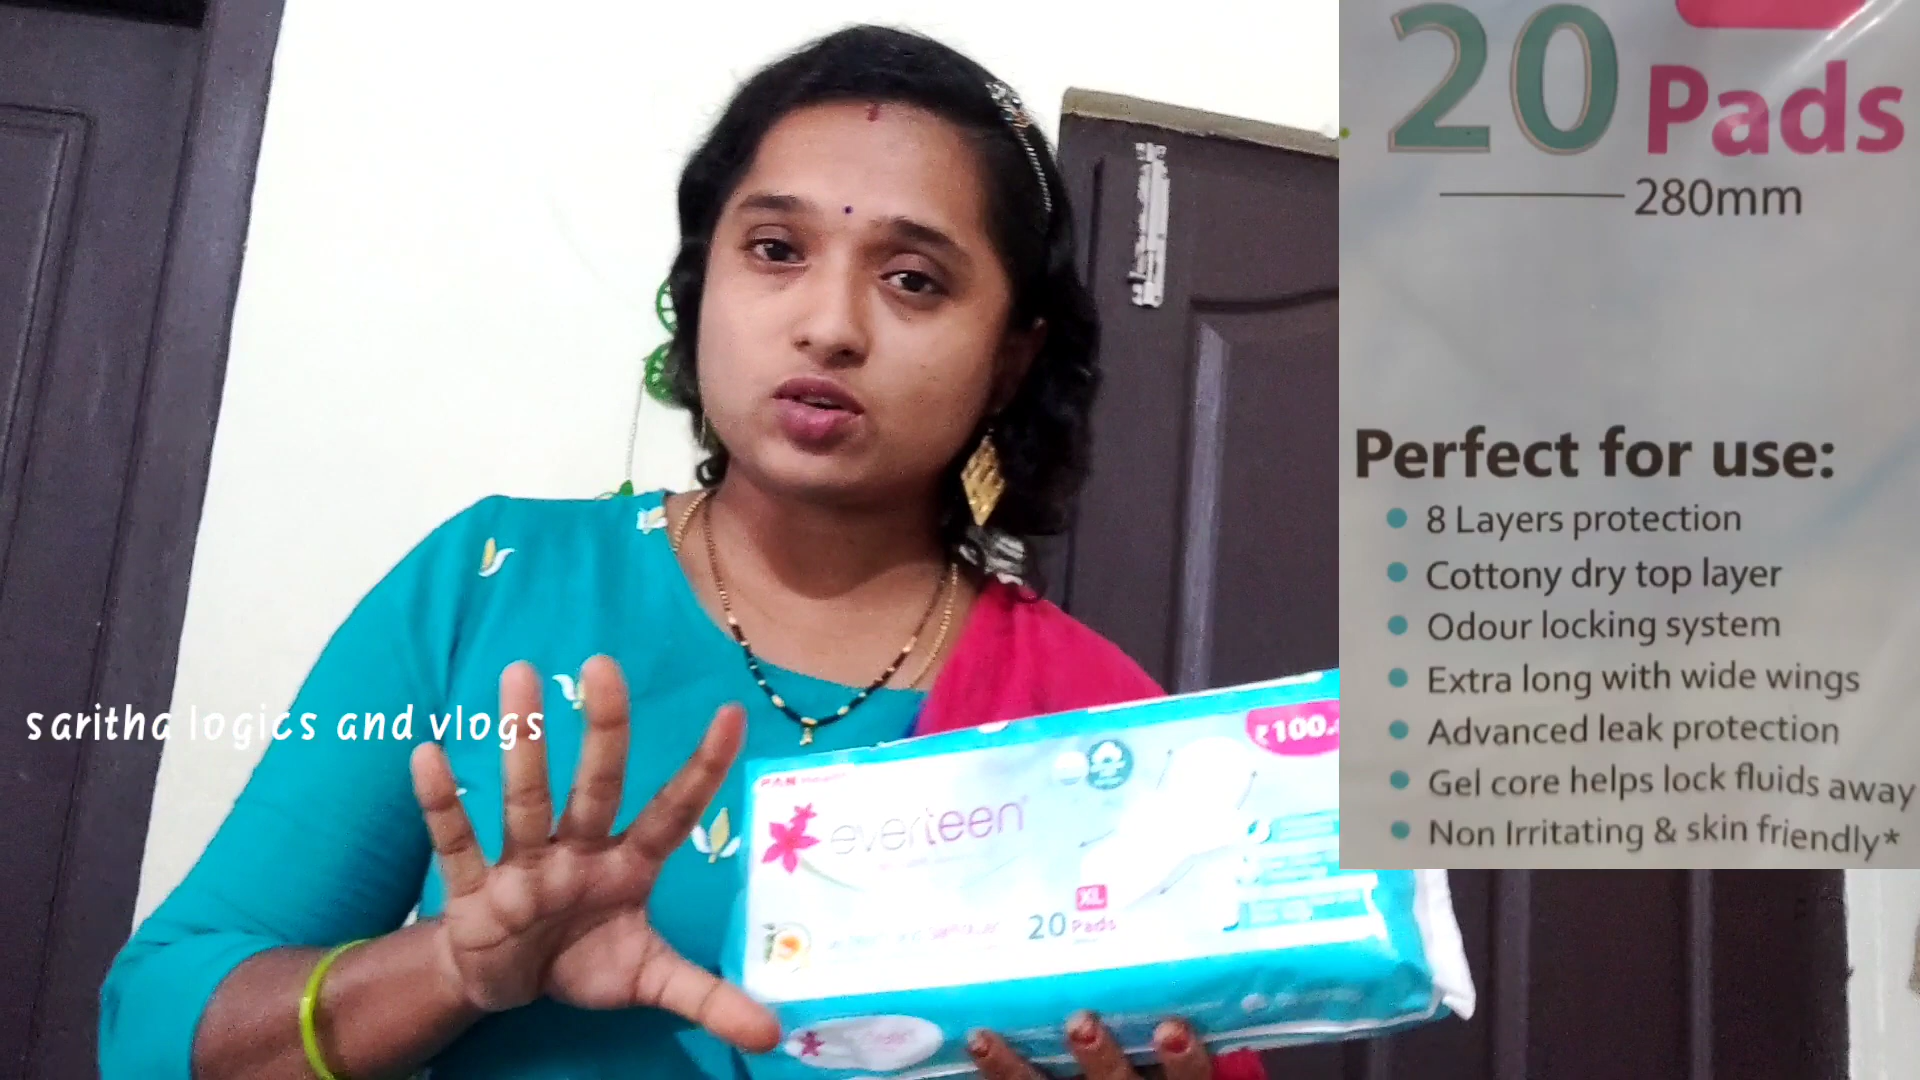 20 Pads
280mm
Perfect for use:
8 Layers protection
Cottony dry top layer
Odour locking system
Extra long with wide wings
Advanced leak protection
Gel core helps lock fluids away
Non Irritating & skin friendly*
saritha logics and vlogs
₹100.
PAN Health
everteen
XL
20 Pads